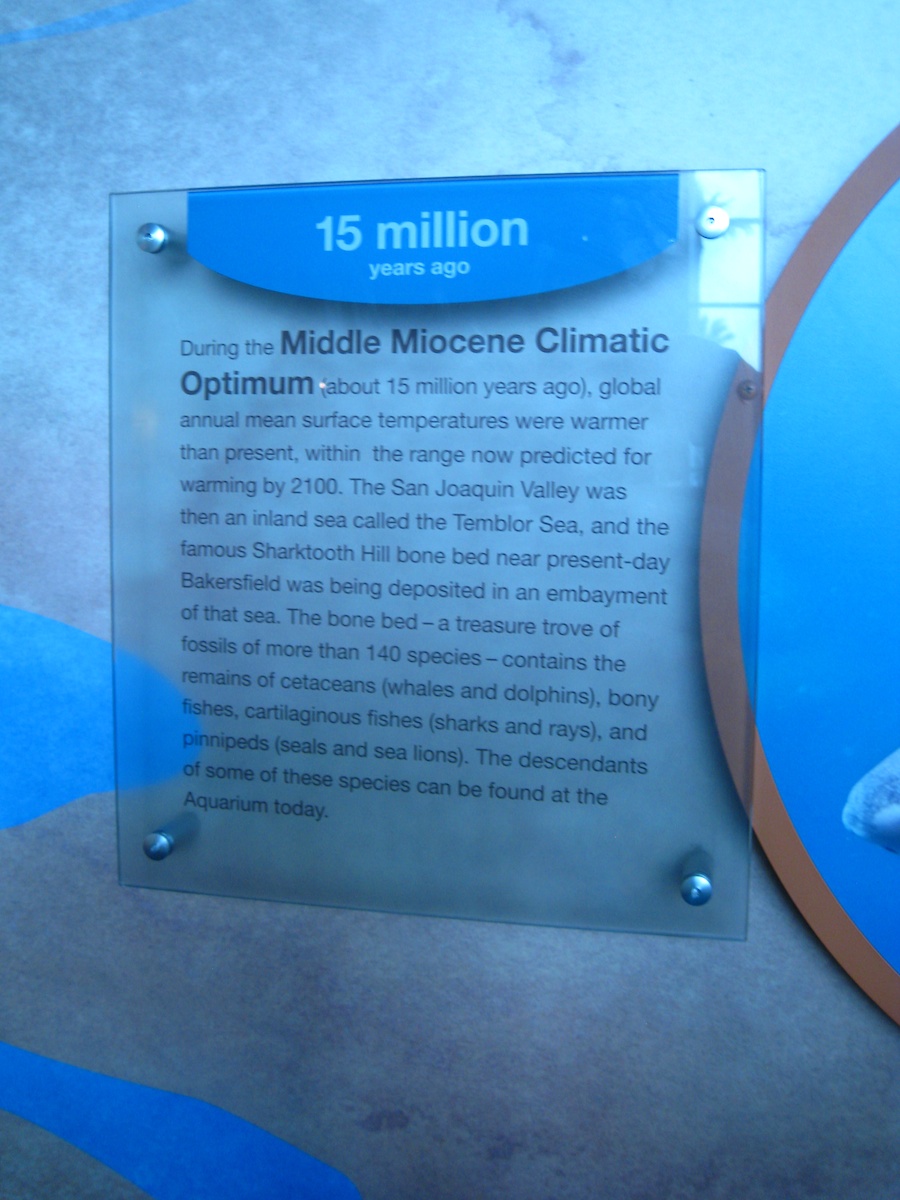 15 million
years ago
During the Middle Miocene Climatic
Optimum (about 15 million years ago), global
annual mean surface temperatures were warmer
than present, within the range now predicted for
warming by 2100. The San Joaquin Valley was
then an inland sea called the Temblor Sea, and the
famous Sharktooth Hill bone bed near present-day
Bakersfield was being deposited in an embayment
of that sea. The bone bed – a treasure trove of
fossils of more than 140 species – contains the
remains of cetaceans (whales and dolphins), bony
fishes, cartilaginous fishes (sharks and rays), and
pinnipeds (seals and sea lions). The descendants
of some of these species can be found at the
Aquarium today.